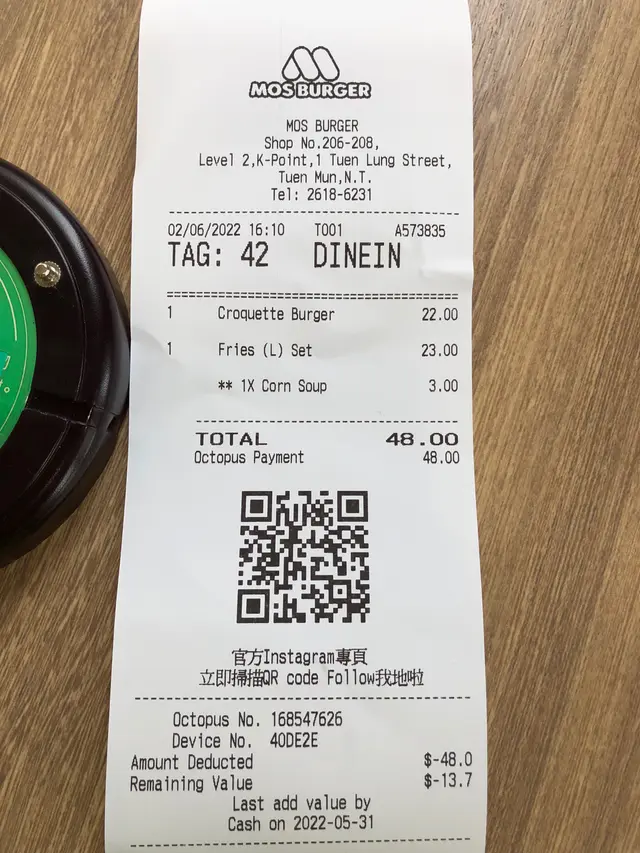 MOS BURGER
MOS BURGER
Shop No.206-208,
Level 2,K-Point,1 Tuen Lung Street,
Tuen Mun,N.T.
Tel: 2618-6231
02/06/2022 16:10 T001 A573835
TAG: 42 DINEIN
1 Croquette Burger 22.00
1 Fries (L) Set 23.00
** 1X Corn Soup 3.00
TOTAL 48.00
Octopus Payment 48.00
官方Instagram專頁
立即掃描QR code Follow我地啦
Octopus No. 168547626
Device No. 40DE2E
Amount Deducted $-48.0
Remaining Value $-13.7
Last add value by
Cash on 2022-05-31